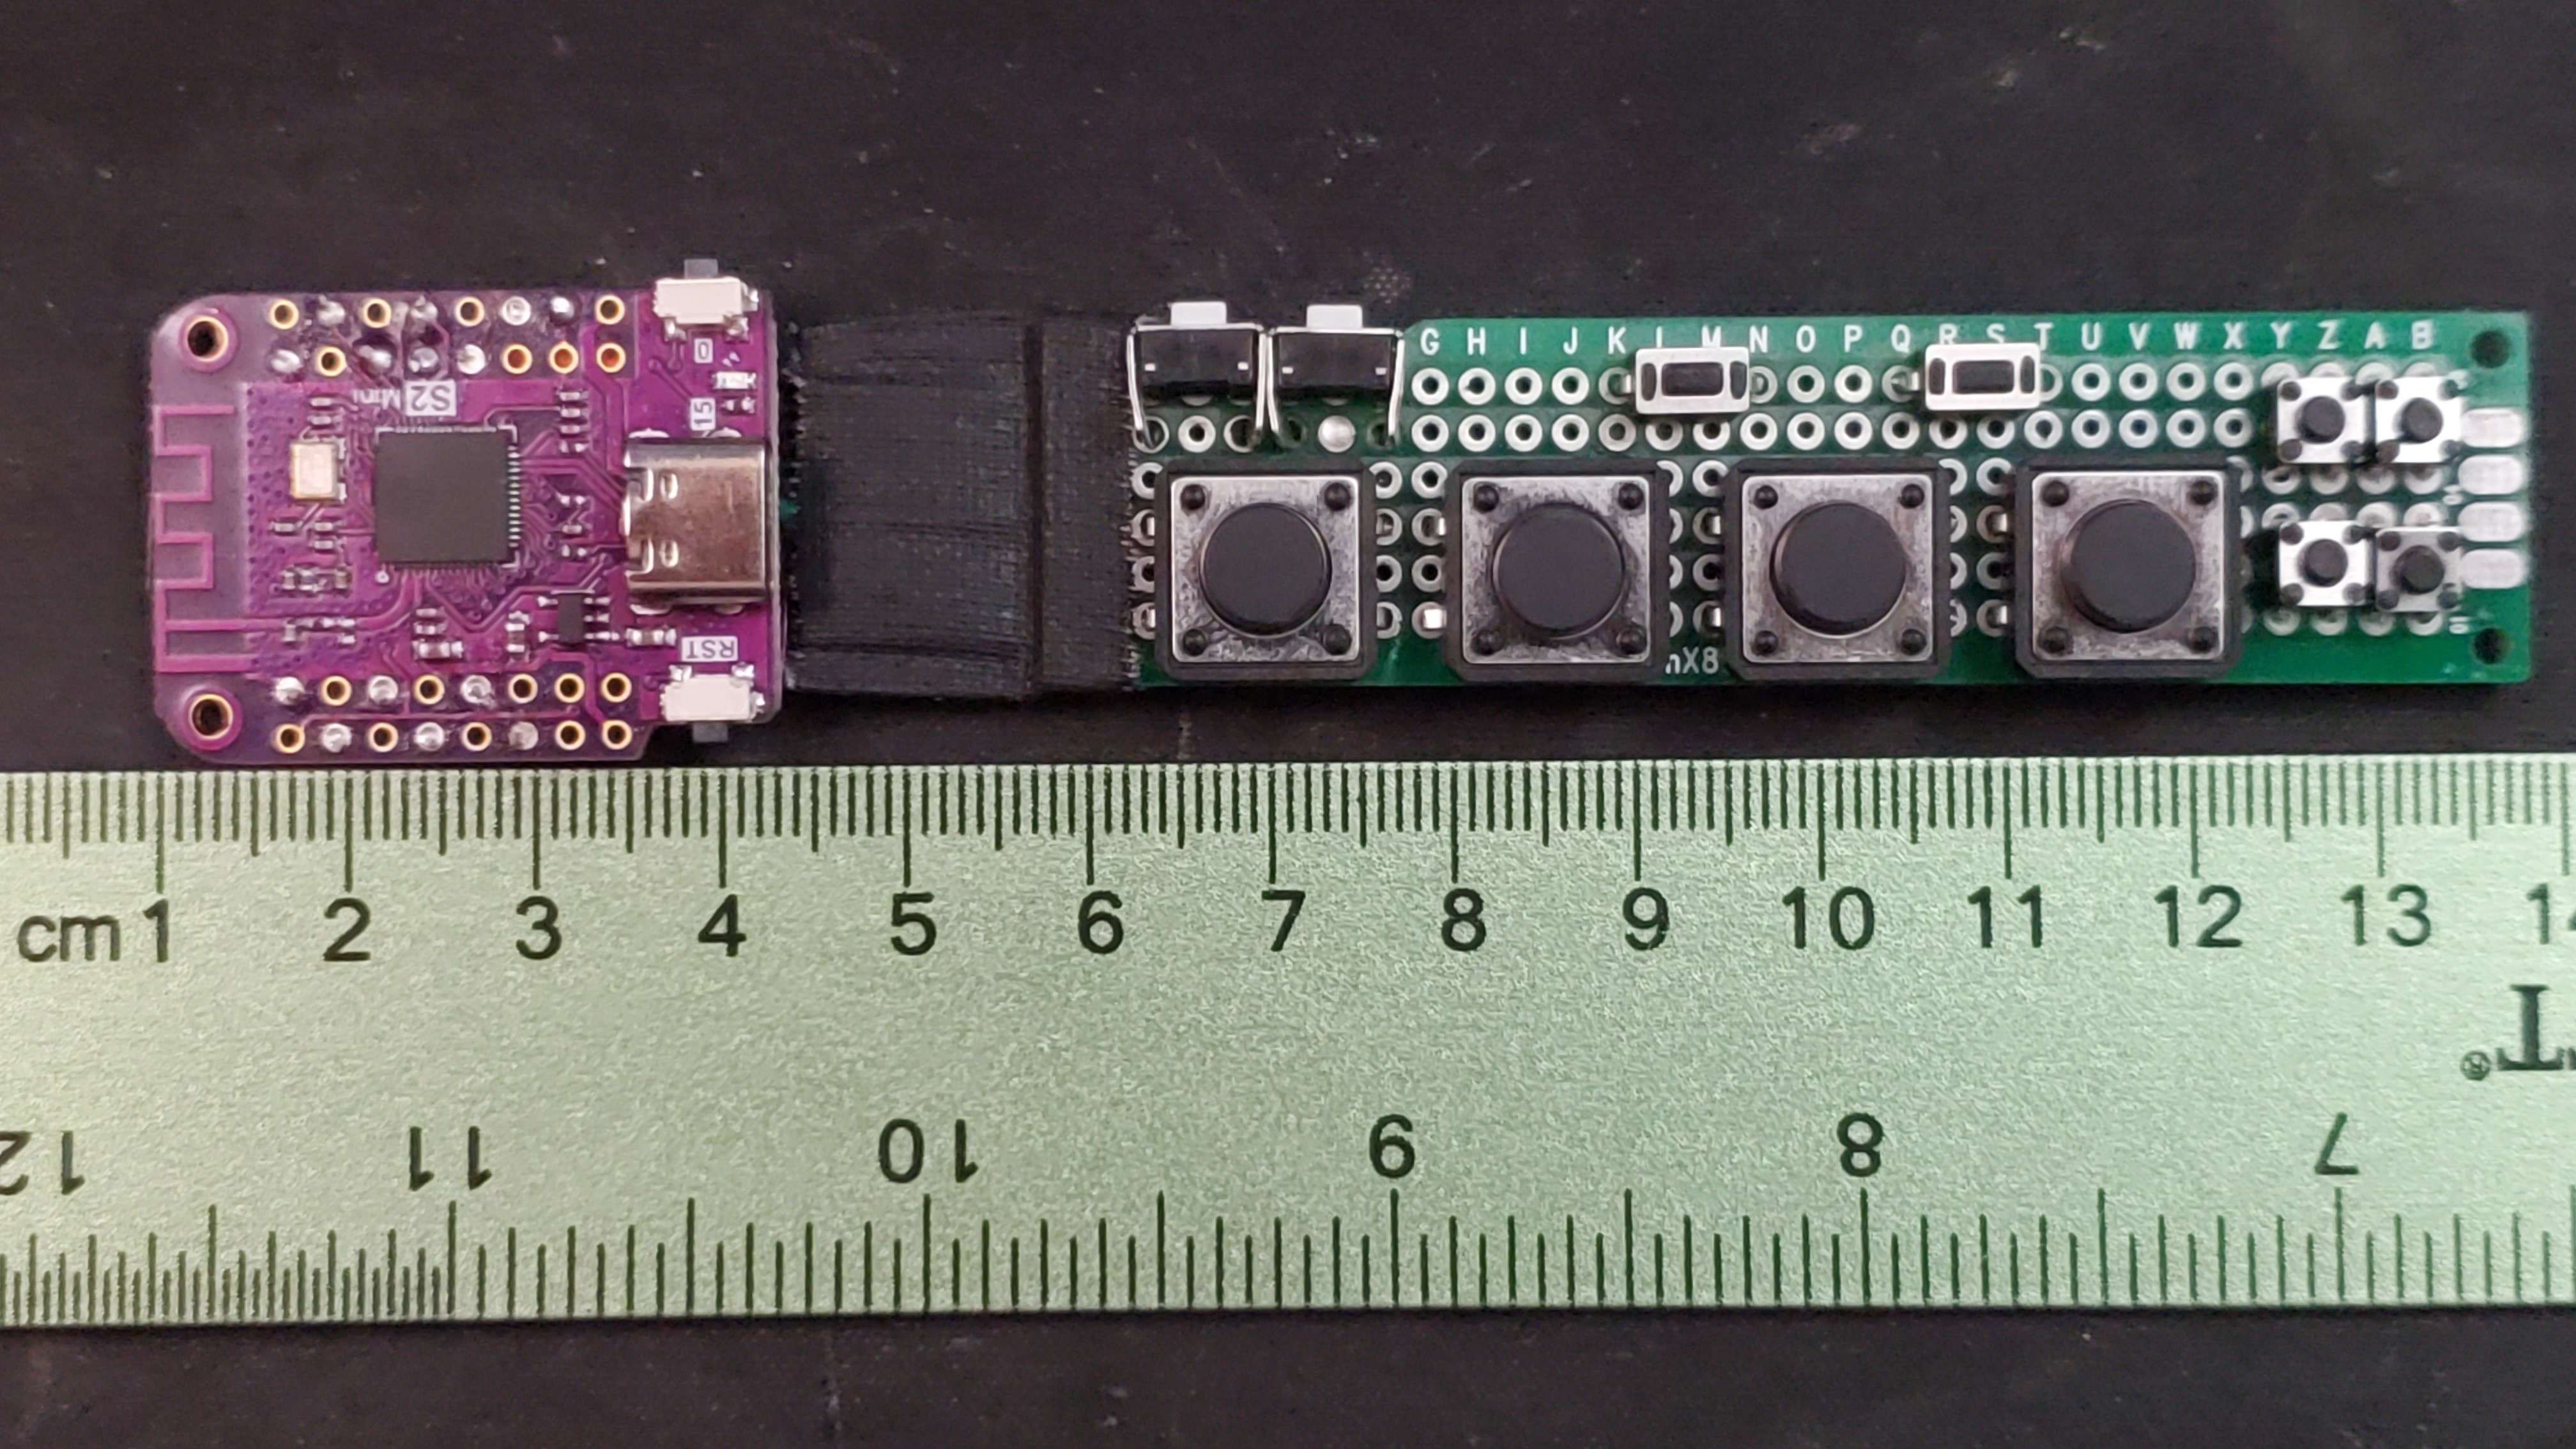 G H I J K L M N O P Q R S T U V W X Y Z A B
0
S2 Mini
15
RST
nX8
cm 1 2 3 4 5 6 7 8 9 10 11 12 13
T®
12 11 10 9 8 7